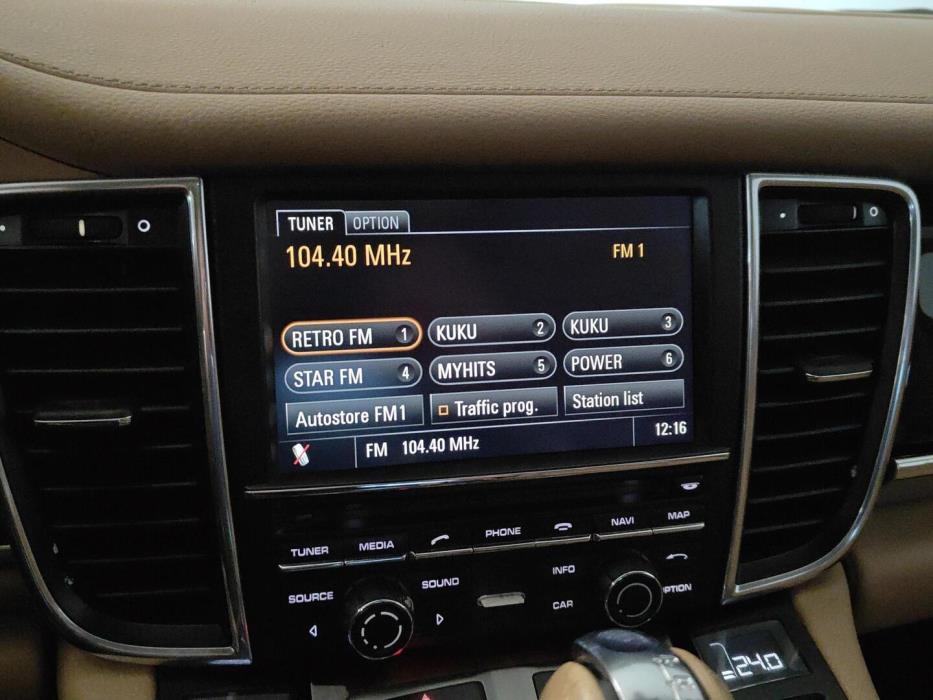 TUNER OPTION
104.40 MHz FM 1
RETRO FM 1 KUKU 2 KUKU 3
STAR FM 4 MYHITS 5 POWER 6
Autostore FM1 Traffic prog. Station list
FM 104.40 MHz 12:16
TUNER MEDIA PHONE NAVI MAP
SOURCE SOUND INFO
CAR OPTION
24.0